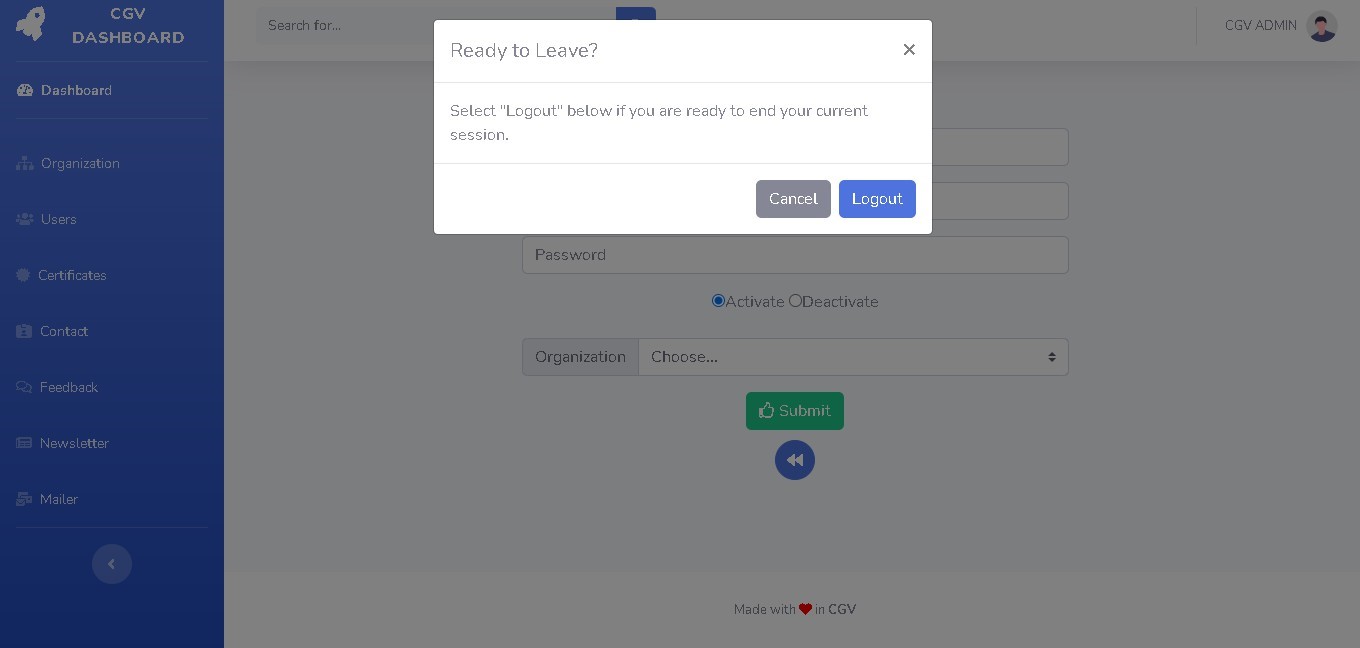 CGV
DASHBOARD
Search for...
CGV ADMIN
Dashboard
Organization
Users
Certificates
Contact
Feedback
Newsletter
Mailer
Ready to Leave?
×
Select "Logout" below if you are ready to end your current
session.
Cancel Logout
Password
Activate Deactivate
Organization Choose...
Submit
Made with in CGV